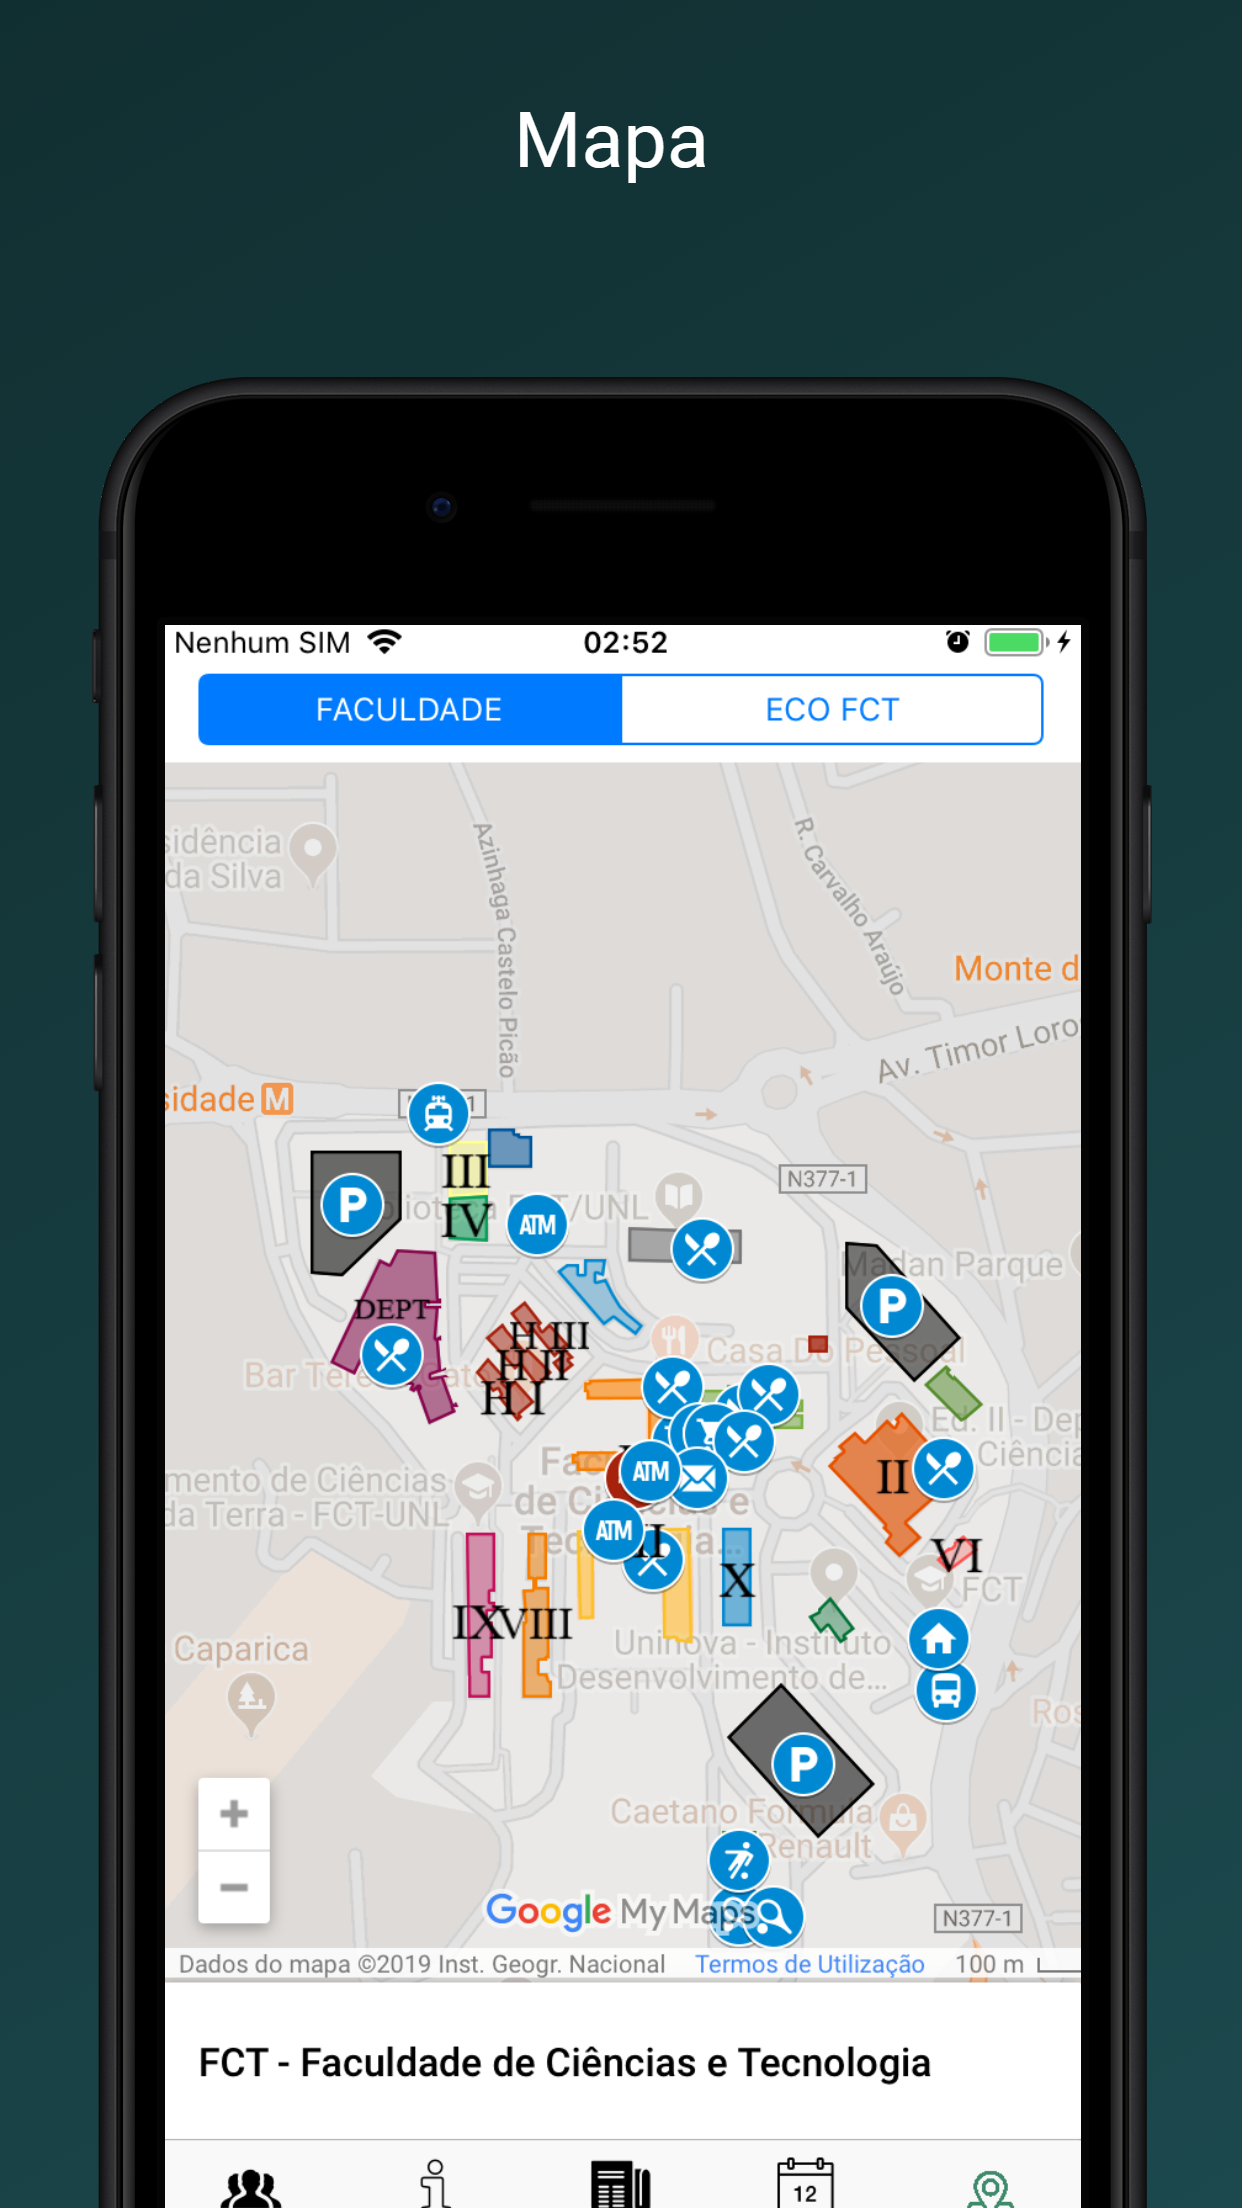 Mapa
Nenhum SIM
02:52
FACULDADE
ECO FCT
da Silva
Azinhaga Castelo Picão
R. Carvalho Araújo
Monte d
Av. Timor Loro
M
N377-1
III
IV
P
ATM
/UNL
Madan Parque
P
DEPT
H III
H II
H I
Casa Do Pessoal
Bar Tere
Ed. II - Dep
Ciência
II
mento de Ciências
da Terra - FCT-UNL
Fac
de Ci
e
ATM
ATM
II
X
VI
FCT
IX
VIII
Uninova - Instituto
Desenvolvimento de...
Caparica
Ros
P
Caetano Formula
Renault
+
−
Google My Maps
N377-1
Dados do mapa ©2019 Inst. Geogr. Nacional
Termos de Utilização
100 m
FCT - Faculdade de Ciências e Tecnologia
12